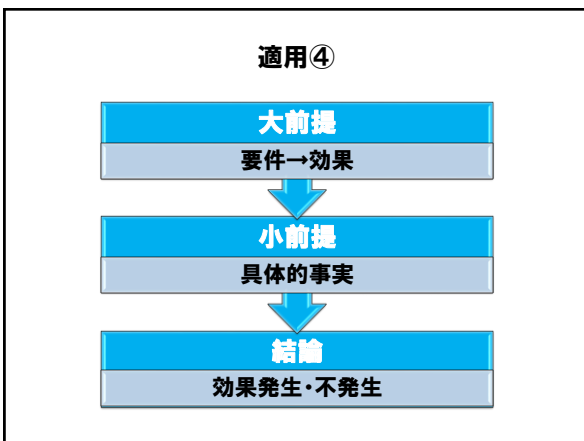 適用④
大前提
要件→効果
小前提
具体的事実
結論
効果発生・不発生